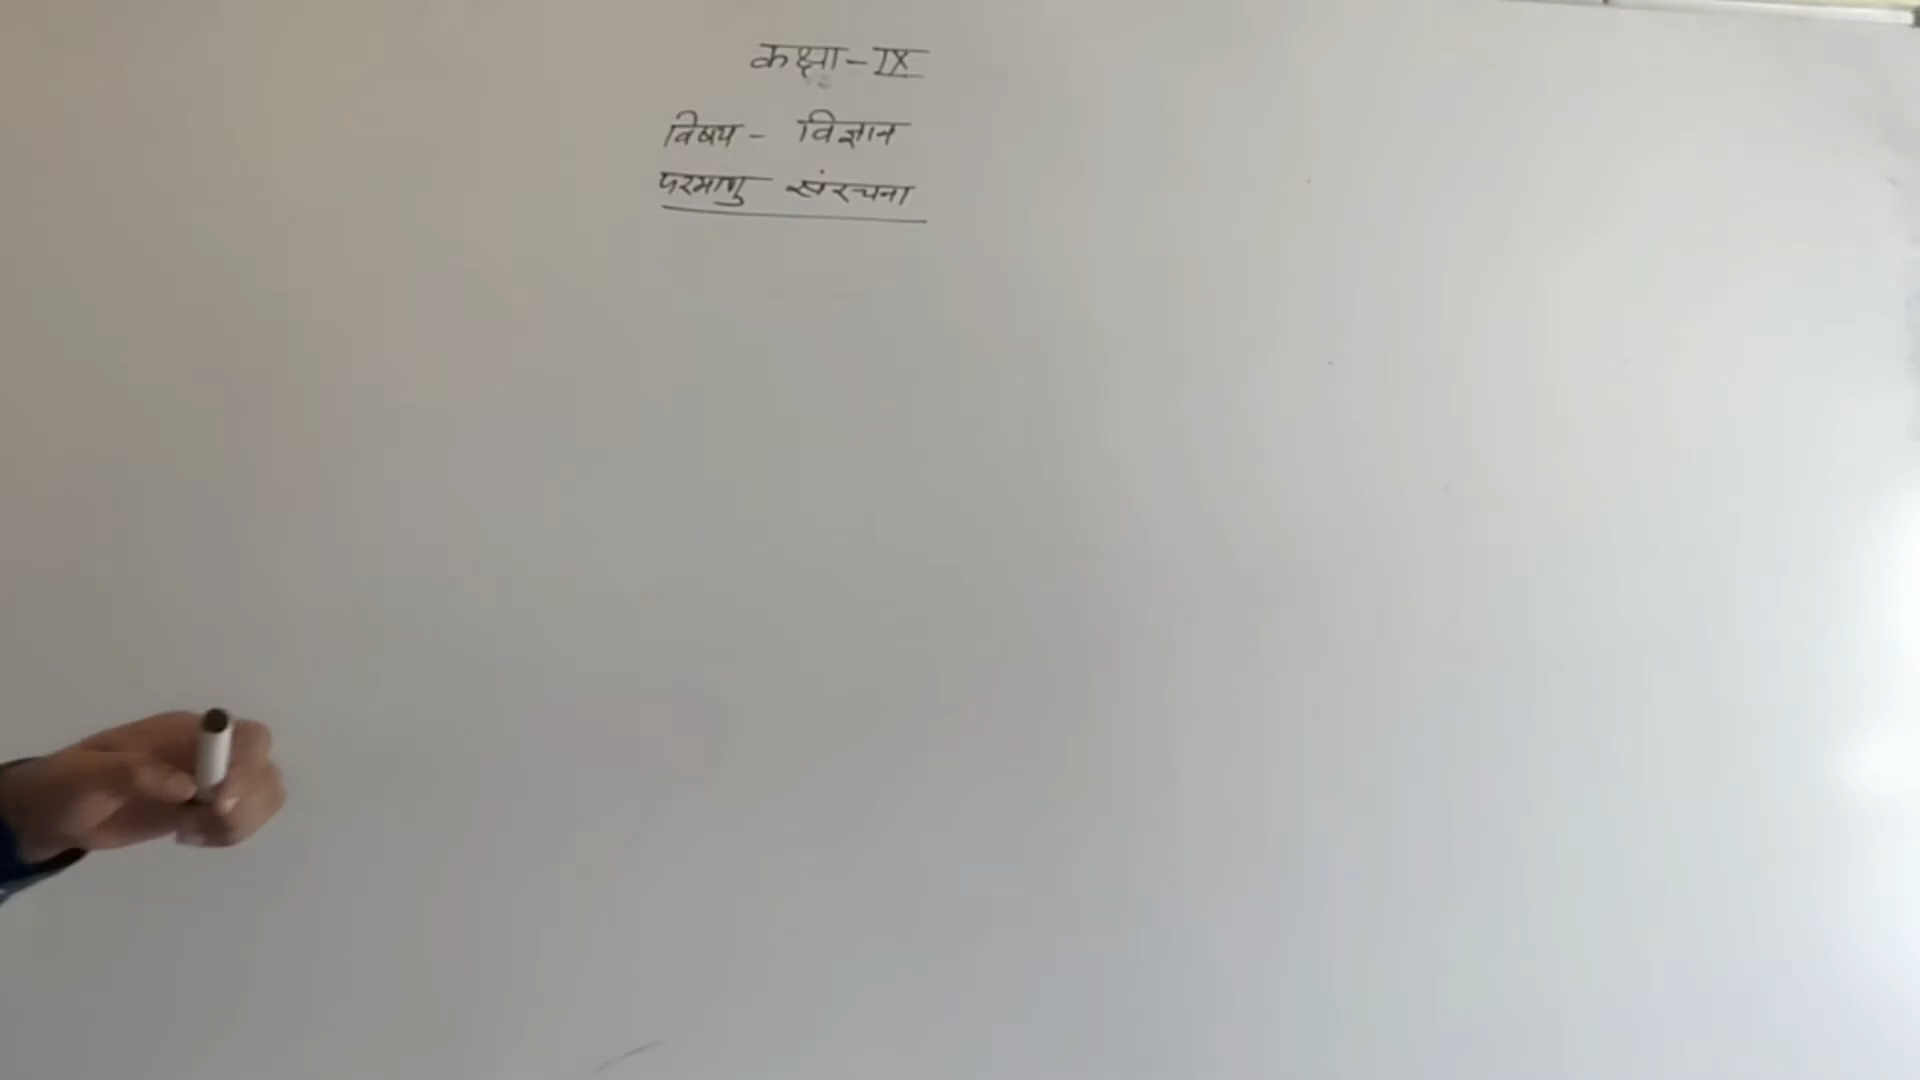 कक्षा - IX
विषय - विज्ञान
परमाणु संरचना